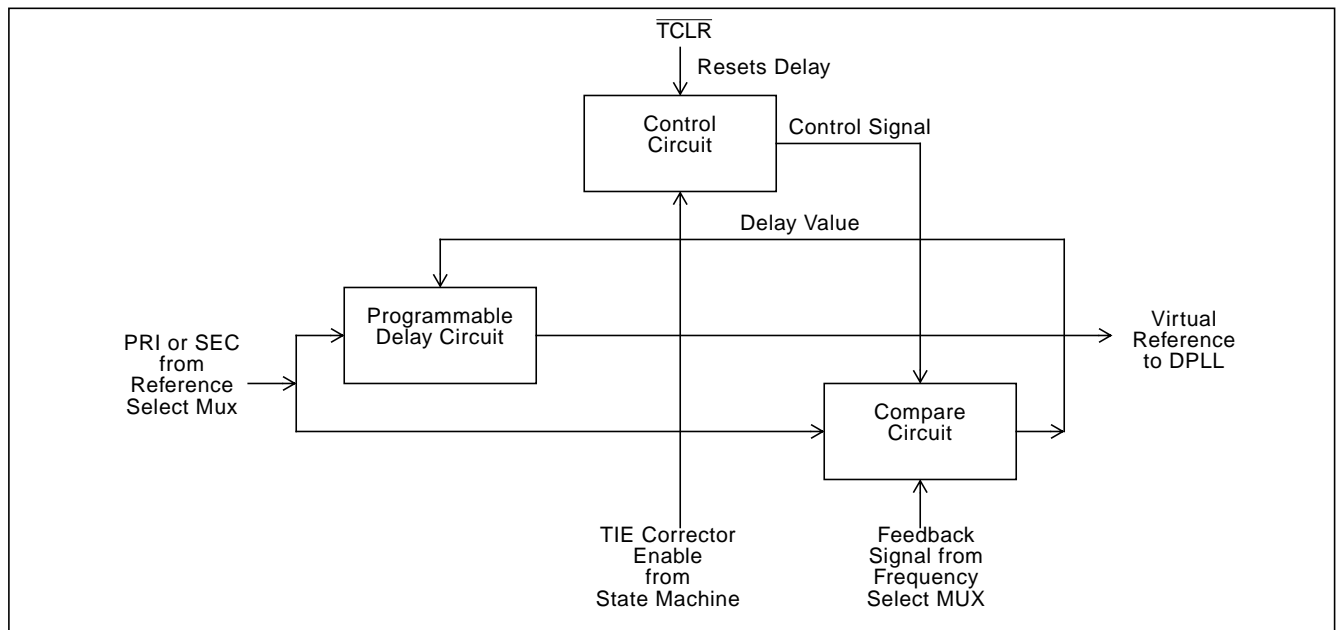 TCLR
Resets Delay
Control
Circuit
Control Signal
Delay Value
Programmable
Delay Circuit
PRI or SEC
from
Reference
Select Mux
Virtual
Reference
to DPLL
Compare
Circuit
TIE Corrector
Enable
from
State Machine
Feedback
Signal from
Frequency
Select MUX